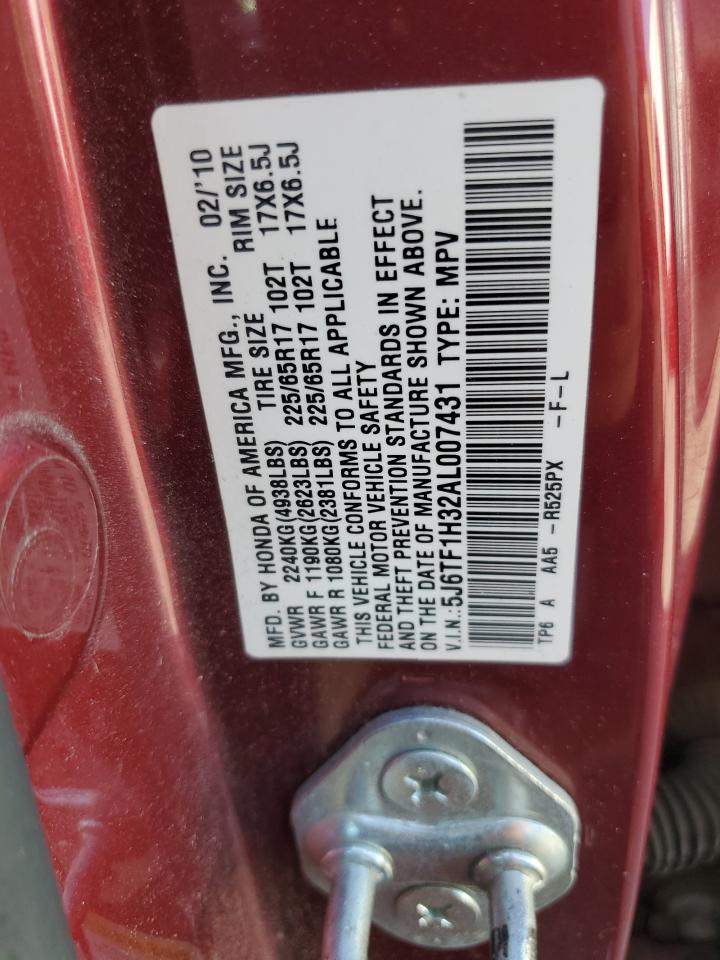 MFD. BY HONDA OF AMERICA MFG., INC. 02/'10
TIRE SIZE RIM SIZE
GVWR 2240KG(4938LBS)
GAWR F 1190KG(2623LBS) 225/65R17 102T 17X6.5J
GAWR R 1080KG(2381LBS) 225/65R17 102T 17X6.5J
THIS VEHICLE CONFORMS TO ALL APPLICABLE
FEDERAL MOTOR VEHICLE SAFETY
AND THEFT PREVENTION STANDARDS IN EFFECT
ON THE DATE OF MANUFACTURE SHOWN ABOVE.
V.I.N.:5J6TF1H32AL007431 TYPE: MPV
TP6 A AA5 -R525PX -F-L